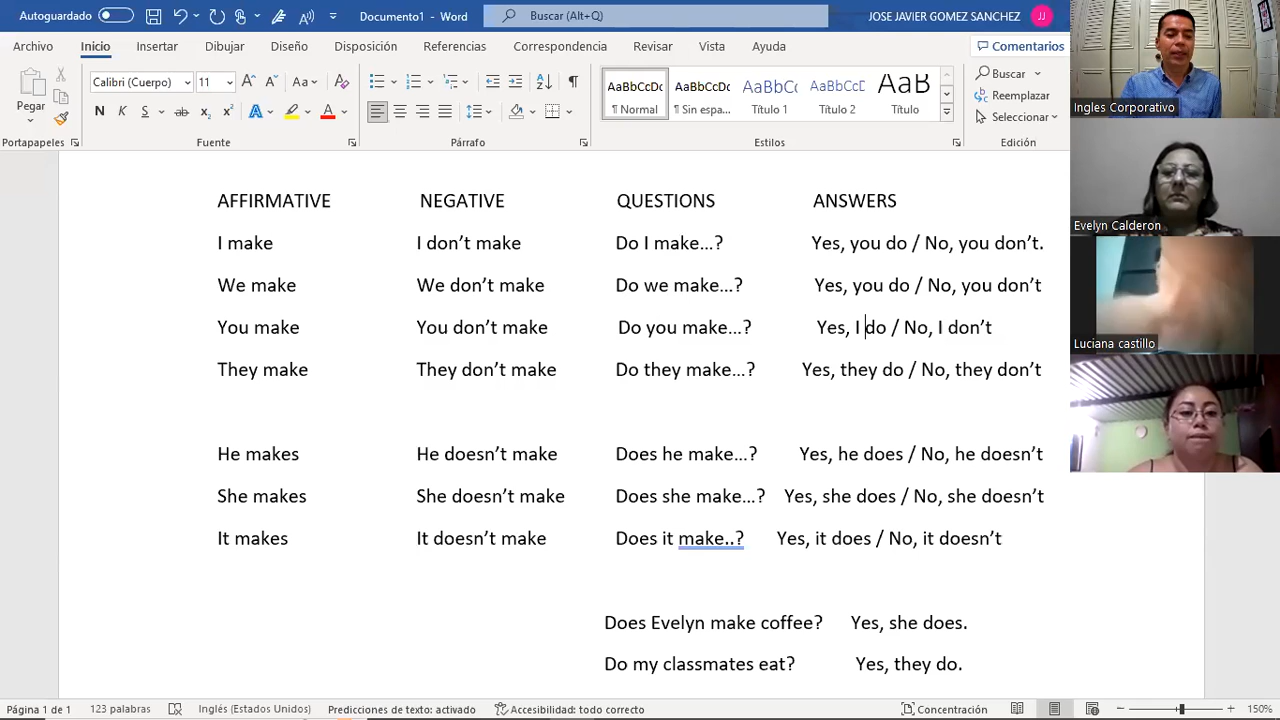 Autoguardado Documento1 - Word Buscar (Alt+Q) JOSE JAVIER GOMEZ SANCHEZ JJ
Archivo Inicio Insertar Dibujar Diseño Disposición Referencias Correspondencia Revisar Vista Ayuda Comentarios
Pegar Calibri (Cuerpo) 11 Aa
N K S ab x₂ x² A A
AaBbCcDc AaBbCcDc AaBbCc AaBbCcD AaB
¶ Normal ¶ Sin espa... Título 1 Título 2 Título
Buscar
Reemplazar
Seleccionar
Portapapeles Fuente Párrafo Estilos Edición
Ingles Corporativo
Evelyn Calderon
Luciana castillo
AFFIRMATIVE NEGATIVE QUESTIONS ANSWERS
I make I don’t make Do I make…? Yes, you do / No, you don’t.
We make We don’t make Do we make…? Yes, you do / No, you don’t
You make You don’t make Do you make…? Yes, I do / No, I don’t
They make They don’t make Do they make…? Yes, they do / No, they don’t
He makes He doesn’t make Does he make…? Yes, he does / No, he doesn’t
She makes She doesn’t make Does she make…? Yes, she does / No, she doesn’t
It makes It doesn’t make Does it make..? Yes, it does / No, it doesn’t
Does Evelyn make coffee? Yes, she does.
Do my classmates eat? Yes, they do.
Página 1 de 1 123 palabras Inglés (Estados Unidos) Predicciones de texto: activado Accesibilidad: todo correcto Concentración 150%